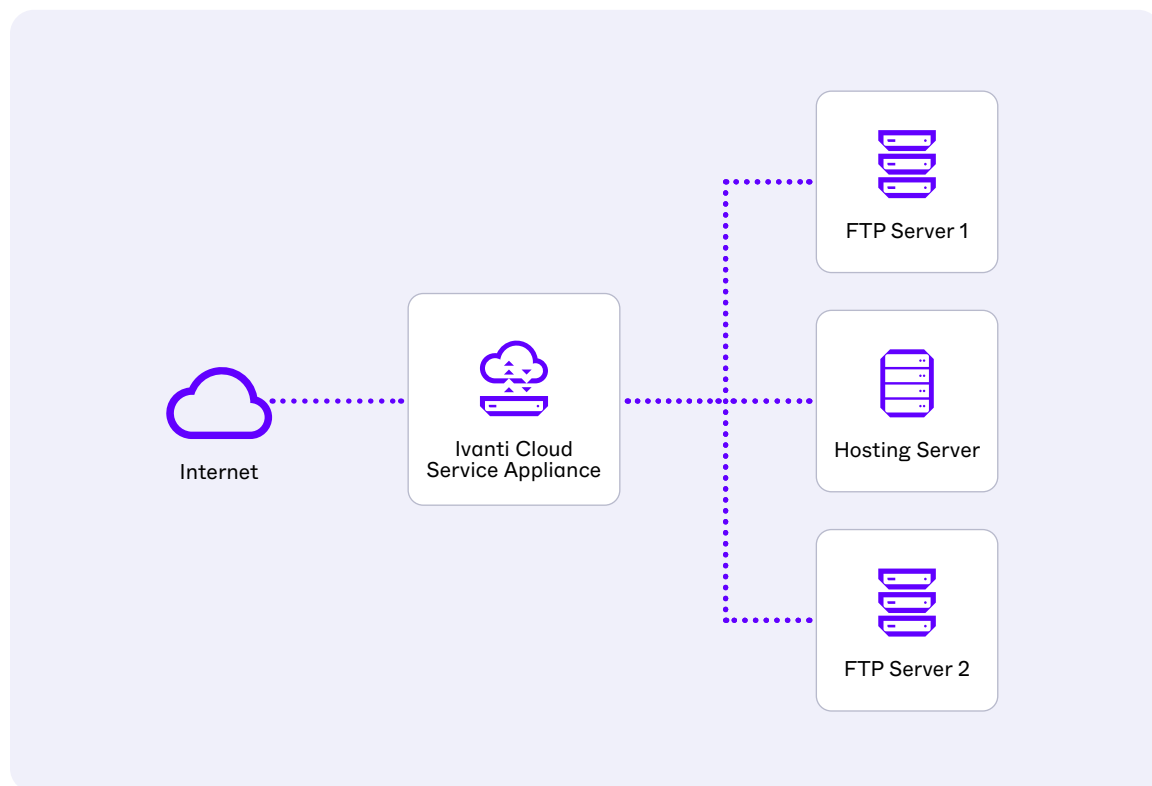 FTP Server 1
Internet
Ivanti Cloud
Service Appliance
Hosting Server
FTP Server 2